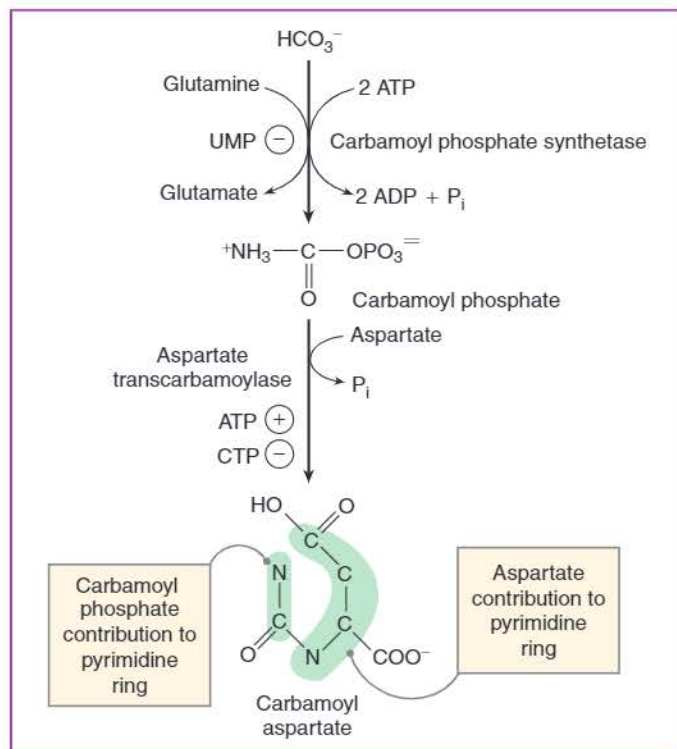 HCO₃⁻
Glutamine
2 ATP
UMP −
Carbamoyl phosphate synthetase
Glutamate
2 ADP + Pᵢ
⁺NH₃—C—OPO₃⁼
O
Carbamoyl phosphate
Aspartate
Aspartate
transcarbamoylase
Pᵢ
ATP +
CTP −
HO O
C
N C
C C
O N COO⁻
Carbamoyl
phosphate
contribution to
pyrimidine
ring
Aspartate
contribution to
pyrimidine
ring
Carbamoyl
aspartate